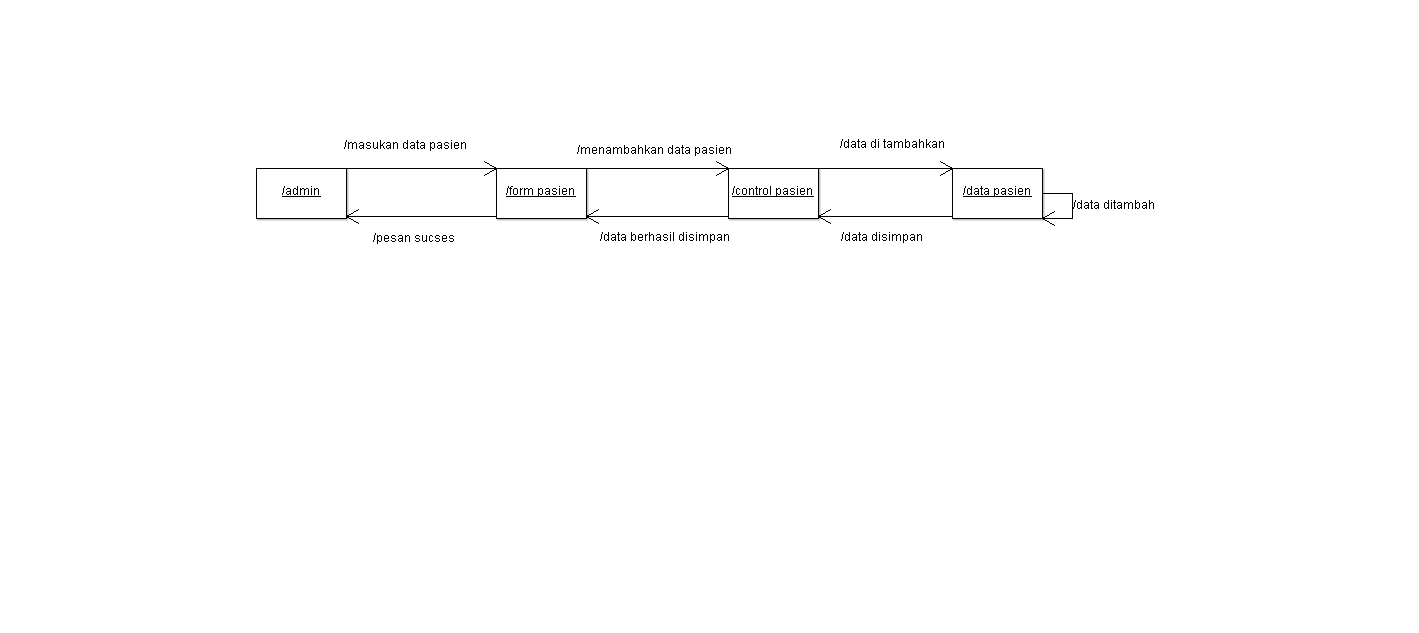 /masukan data pasien
/menambahkan data pasien
/data di tambahkan
/admin
/form pasien
/control pasien
/data pasien
/data ditambah
/pesan sucses
/data berhasil disimpan
/data disimpan